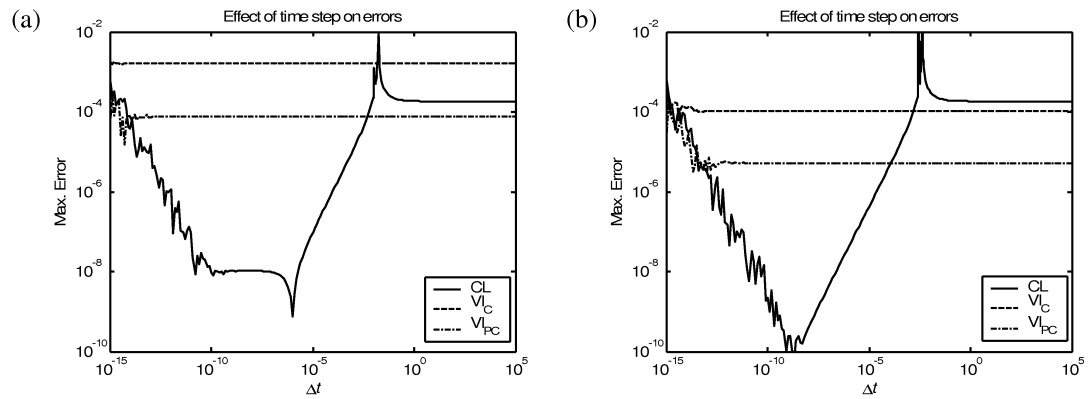 (a)
Effect of time step on errors
Max. Error
10^-2
10^-4
10^-6
10^-8
10^-10
10^-15
10^-10
10^-5
10^0
10^5
Δt
CL
VI_C
VI_PC
(b)
Effect of time step on errors
Max. Error
10^-2
10^-4
10^-6
10^-8
10^-10
10^-15
10^-10
10^-5
10^0
10^5
Δt
CL
VI_C
VI_PC